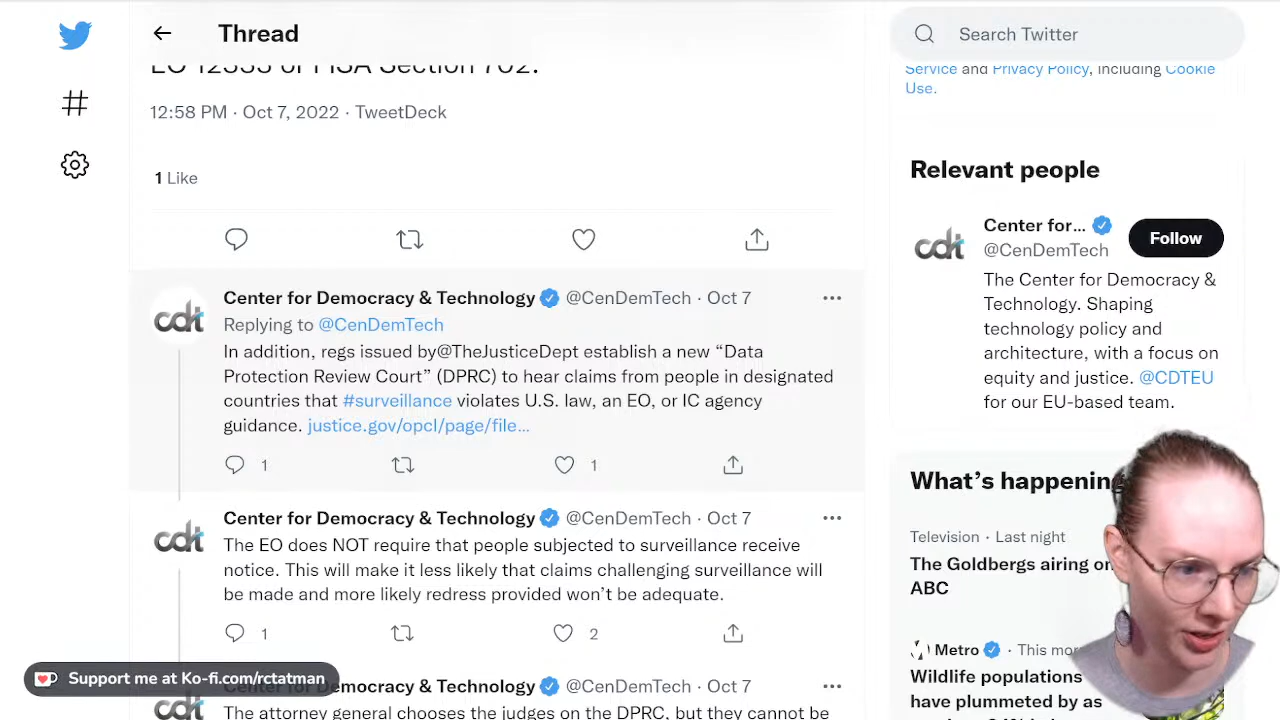 Thread
Search Twitter
EO 12333 or FISA Section 702.
12:58 PM · Oct 7, 2022 · TweetDeck
1 Like
cdt
Center for Democracy & Technology @CenDemTech · Oct 7
Replying to @CenDemTech
In addition, regs issued by@TheJusticeDept establish a new “Data
Protection Review Court” (DPRC) to hear claims from people in designated
countries that #surveillance violates U.S. law, an EO, or IC agency
guidance. justice.gov/opcl/page/file...
1 1
cdt
Center for Democracy & Technology @CenDemTech · Oct 7
The EO does NOT require that people subjected to surveillance receive
notice. This will make it less likely that claims challenging surveillance will
be made and more likely redress provided won’t be adequate.
1 2
cdt
for Democracy & Technology @CenDemTech · Oct 7
The attorney general chooses the judges on the DPRC, but they cannot be
Support me at Ko-fi.com/rctatman
Service and Privacy Policy, including Cookie
Use.
Relevant people
cdt
Center for...
@CenDemTech
Follow
The Center for Democracy &
Technology. Shaping
technology policy and
architecture, with a focus on
equity and justice. @CDTEU
for our EU-based team.
What’s happening
Television · Last night
The Goldbergs airing on
ABC
Metro · This
Wildlife populations
have plummeted by as